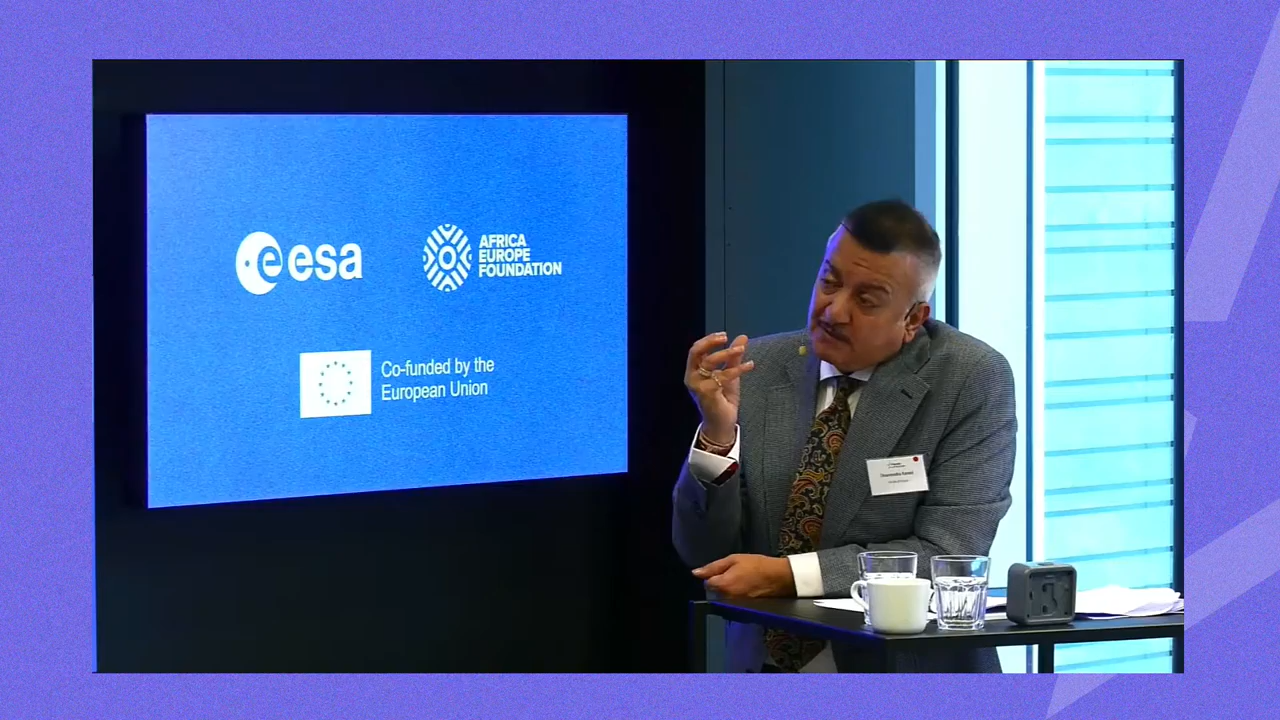 esa
AFRICA
EUROPE
FOUNDATION
Co-funded by the
European Union